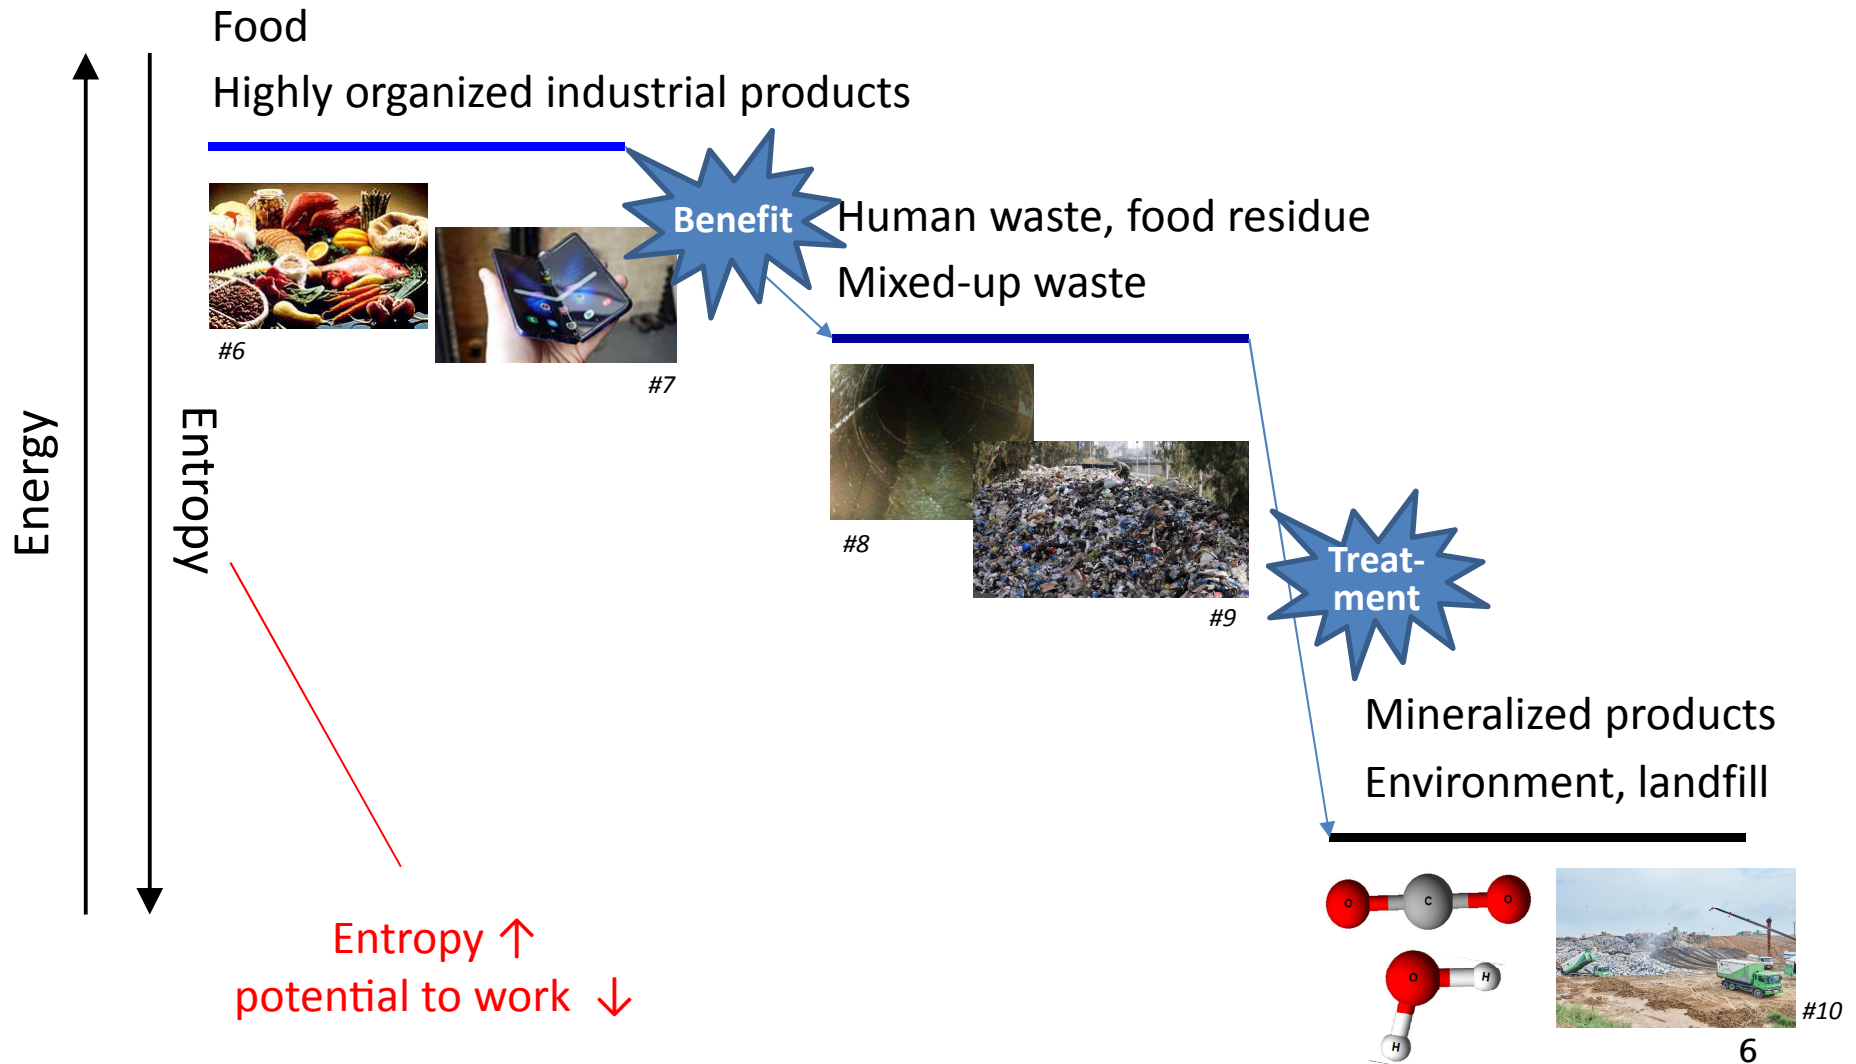 Food
Highly organized industrial products
Benefit
Human waste, food residue
Mixed-up waste
#6
#7
Energy
Entropy
#8
#9
Treat-
ment
Mineralized products
Environment, landfill
Entropy ↑
potential to work ↓
O C O
O H
H
#10
6